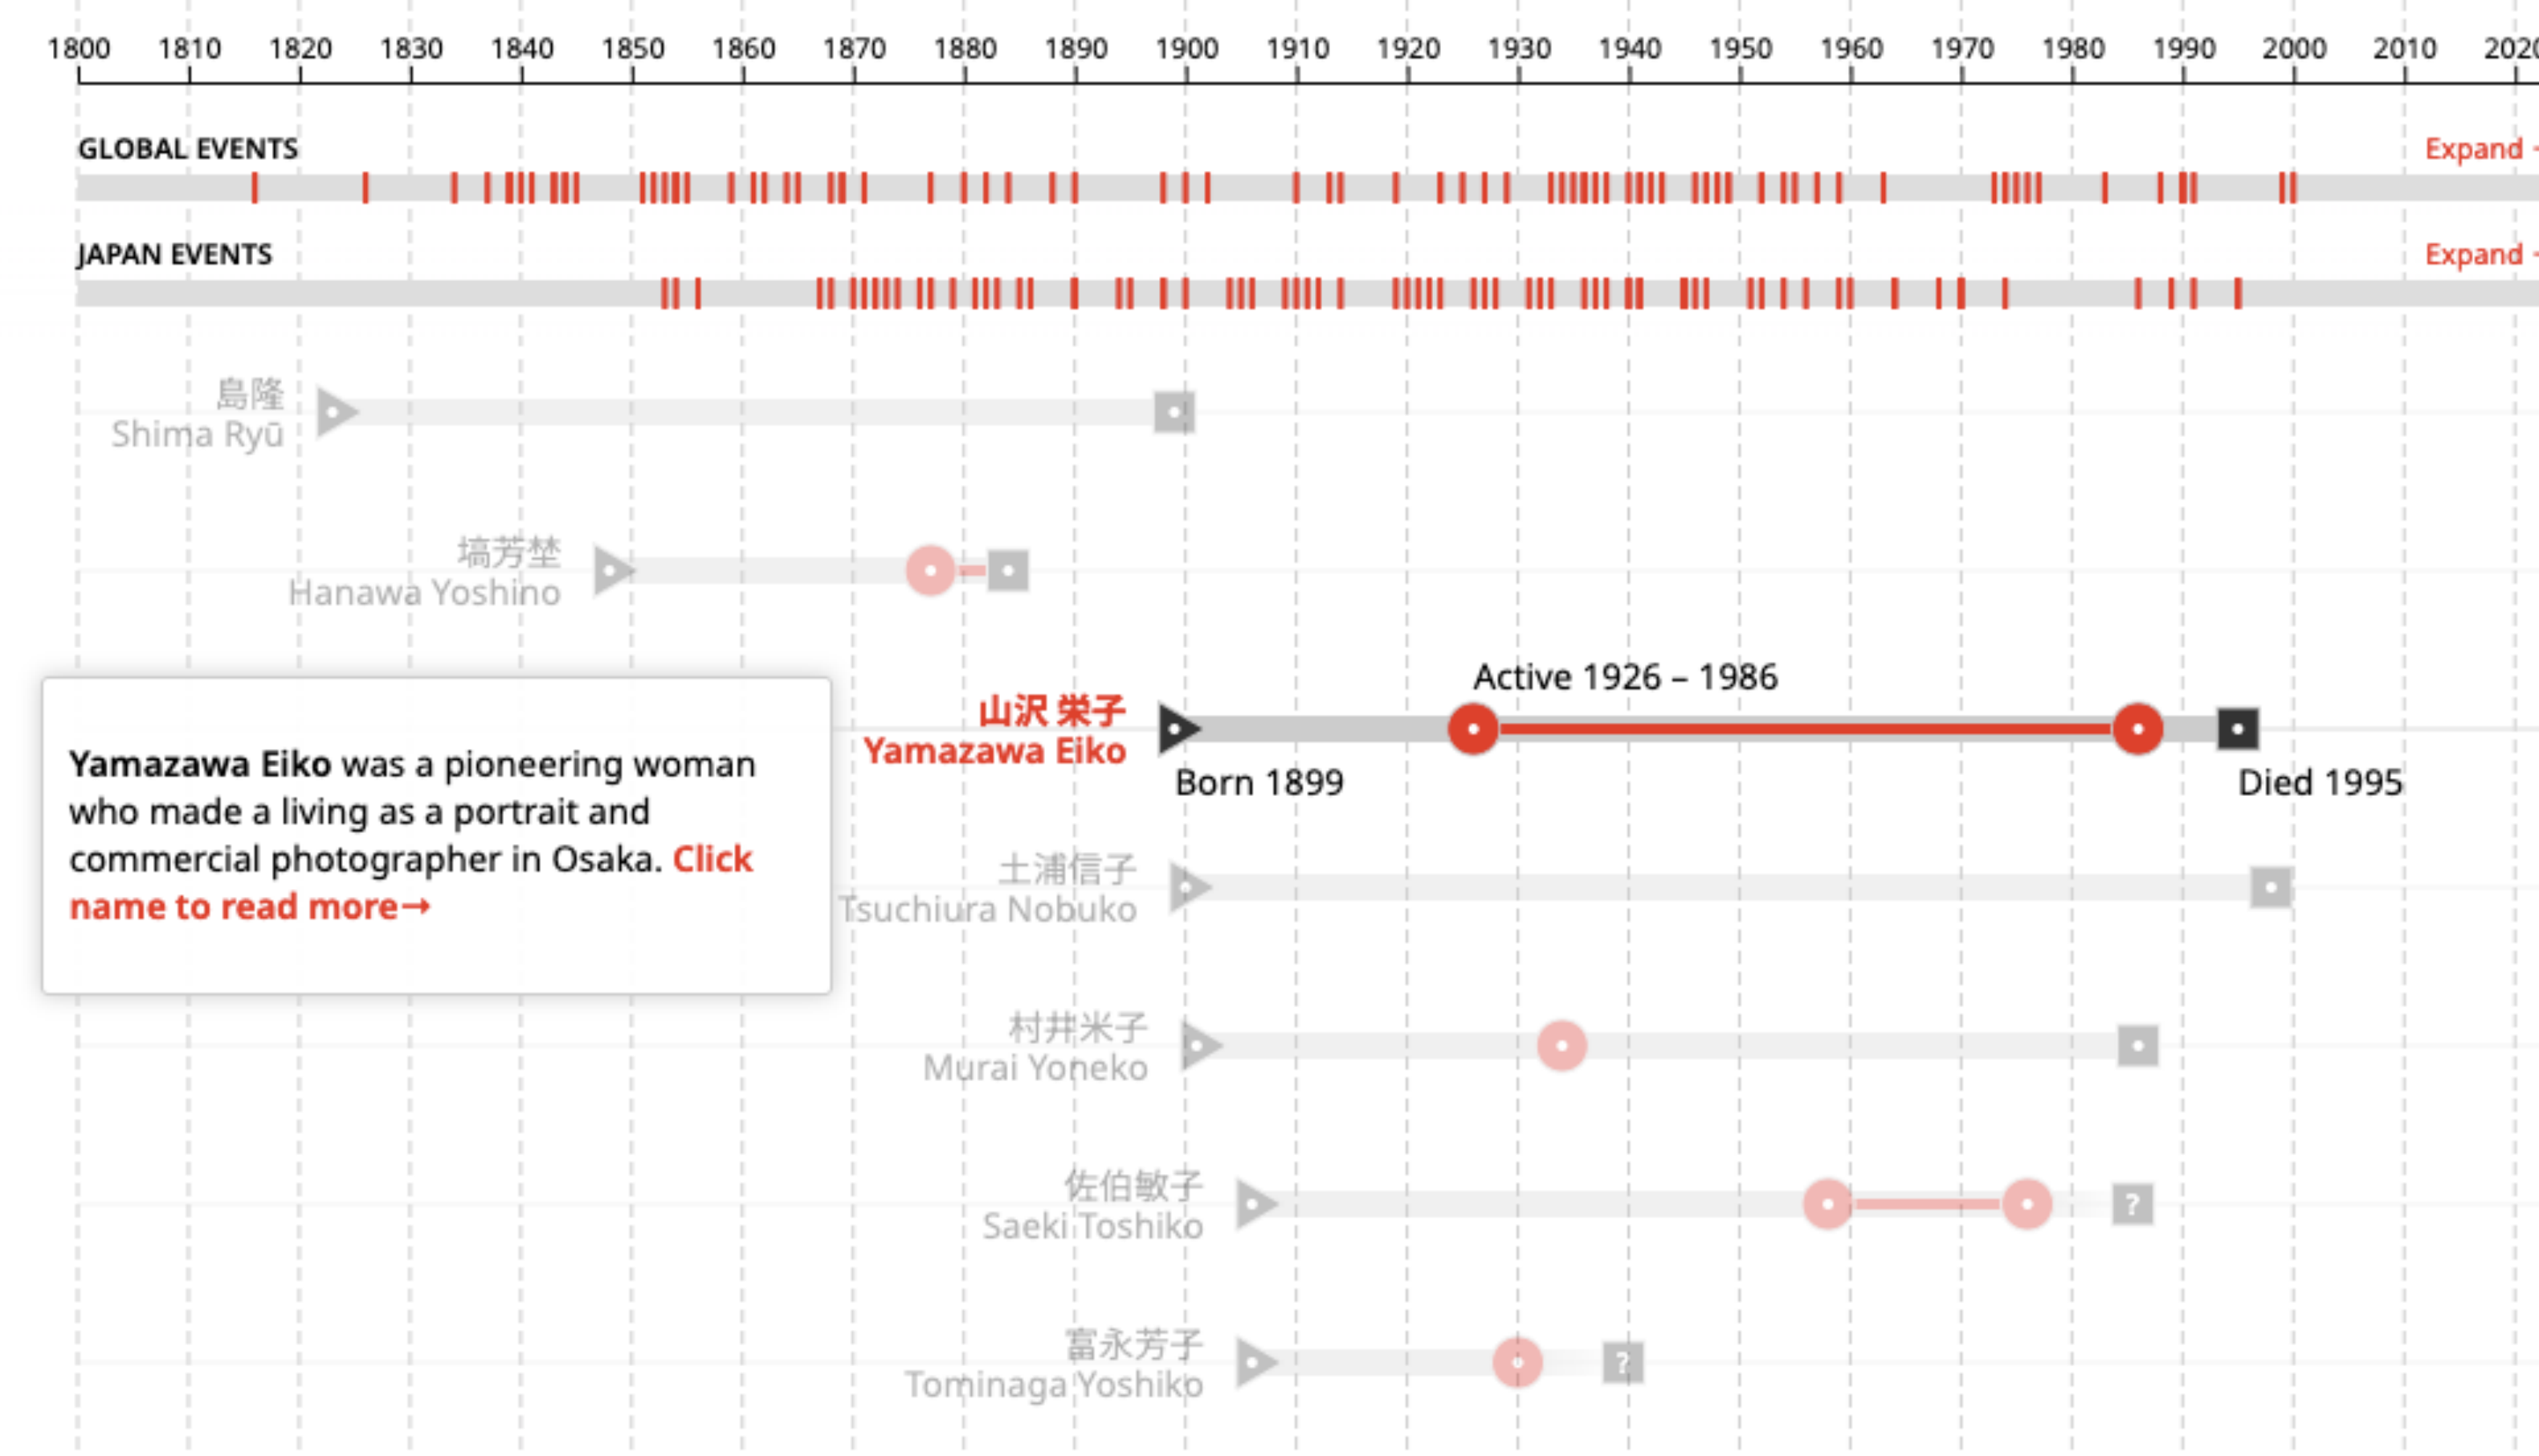 1800 1810 1820 1830 1840 1850 1860 1870 1880 1890 1900 1910 1920 1930 1940 1950 1960 1970 1980 1990 2000 2010 2020
GLOBAL EVENTS
Expand
JAPAN EVENTS
Expand
島隆
Shima Ryū
塙芳埜
Hanawa Yoshino
山沢 栄子
Yamazawa Eiko
Active 1926 – 1986
Born 1899
Died 1995
Yamazawa Eiko was a pioneering woman
who made a living as a portrait and
commercial photographer in Osaka. Click
name to read more→
土浦信子
Tsuchiura Nobuko
村井米子
Murai Yoneko
佐伯敏子
Saeki Toshiko
?
富永芳子
Tominaga Yoshiko
?